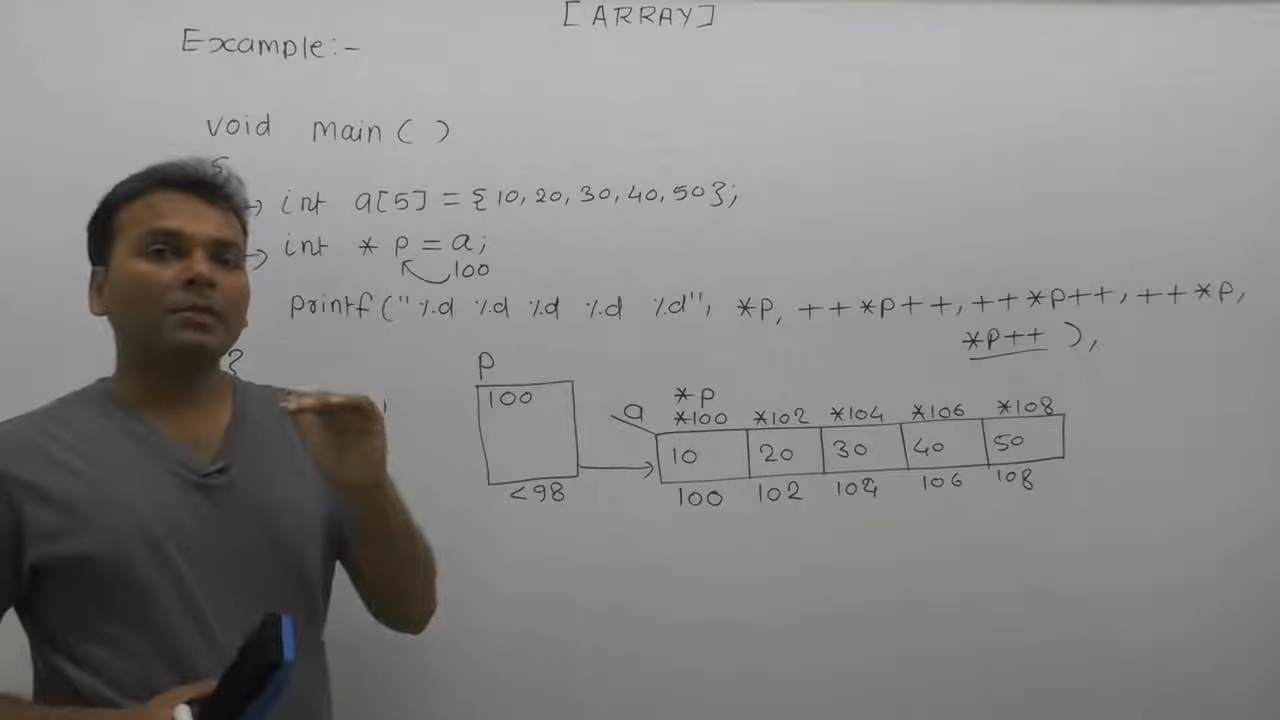 [ARRAY]
Example:-
void main( )
→ int a[5] = {10, 20, 30, 40, 50};
→ int * p = a;
100
printf("%d %d %d %d %d", *p, ++*p++, ++*p++, ++*p,
*p++ ),
}
p
100
<98
a
*p
*100 *102 *104 *106 *108
10 20 30 40 50
100 102 104 106 108